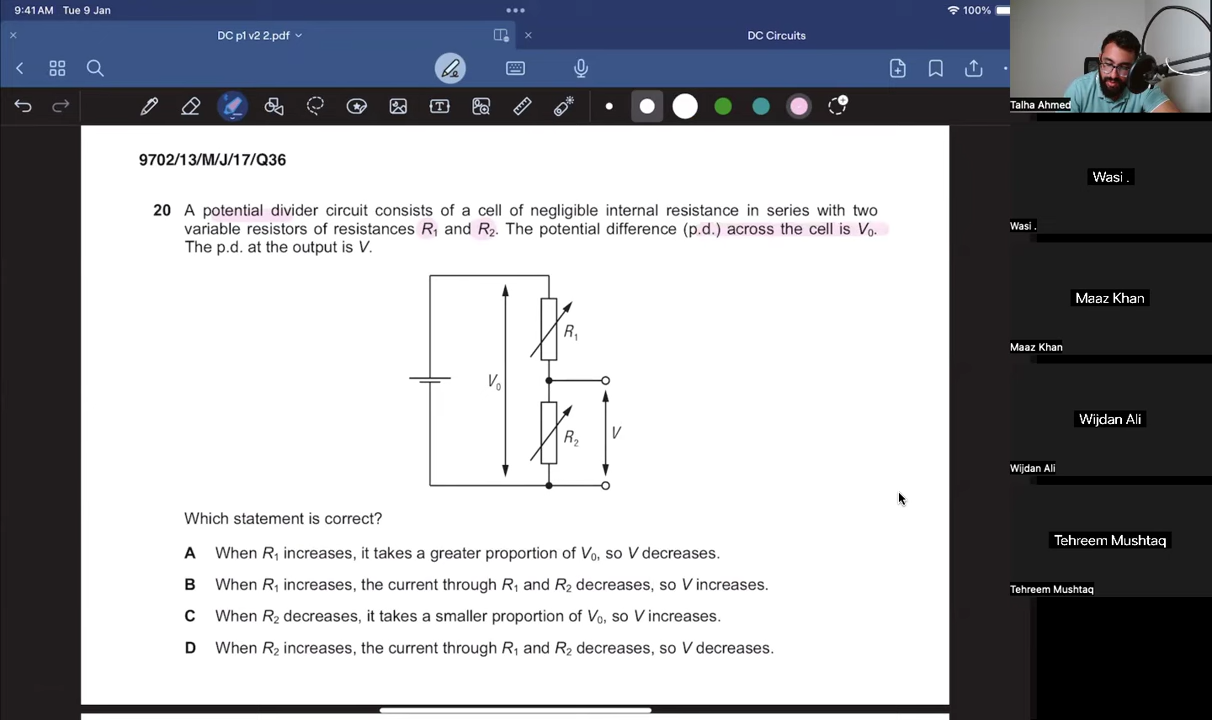 9:41 AM Tue 9 Jan
100%
DC p1 v2 2.pdf
DC Circuits
Talha Ahmed
9702/13/M/J/17/Q36
20 A potential divider circuit consists of a cell of negligible internal resistance in series with two
variable resistors of resistances R1 and R2. The potential difference (p.d.) across the cell is V0.
The p.d. at the output is V.
R1
V0
R2
V
Which statement is correct?
A When R1 increases, it takes a greater proportion of V0, so V decreases.
B When R1 increases, the current through R1 and R2 decreases, so V increases.
C When R2 decreases, it takes a smaller proportion of V0, so V increases.
D When R2 increases, the current through R1 and R2 decreases, so V decreases.
Wasi .
Wasi .
Maaz Khan
Maaz Khan
Wijdan Ali
Wijdan Ali
Tehreem Mushtaq
Tehreem Mushtaq